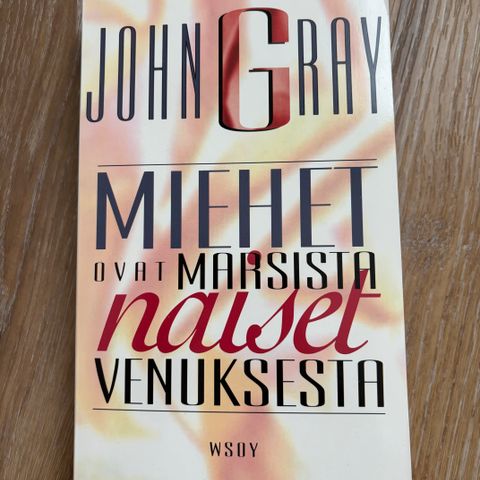 JOHN GRAY
MIEHET
OVAT MARSISTA
naiset
VENUKSESTA
WSOY